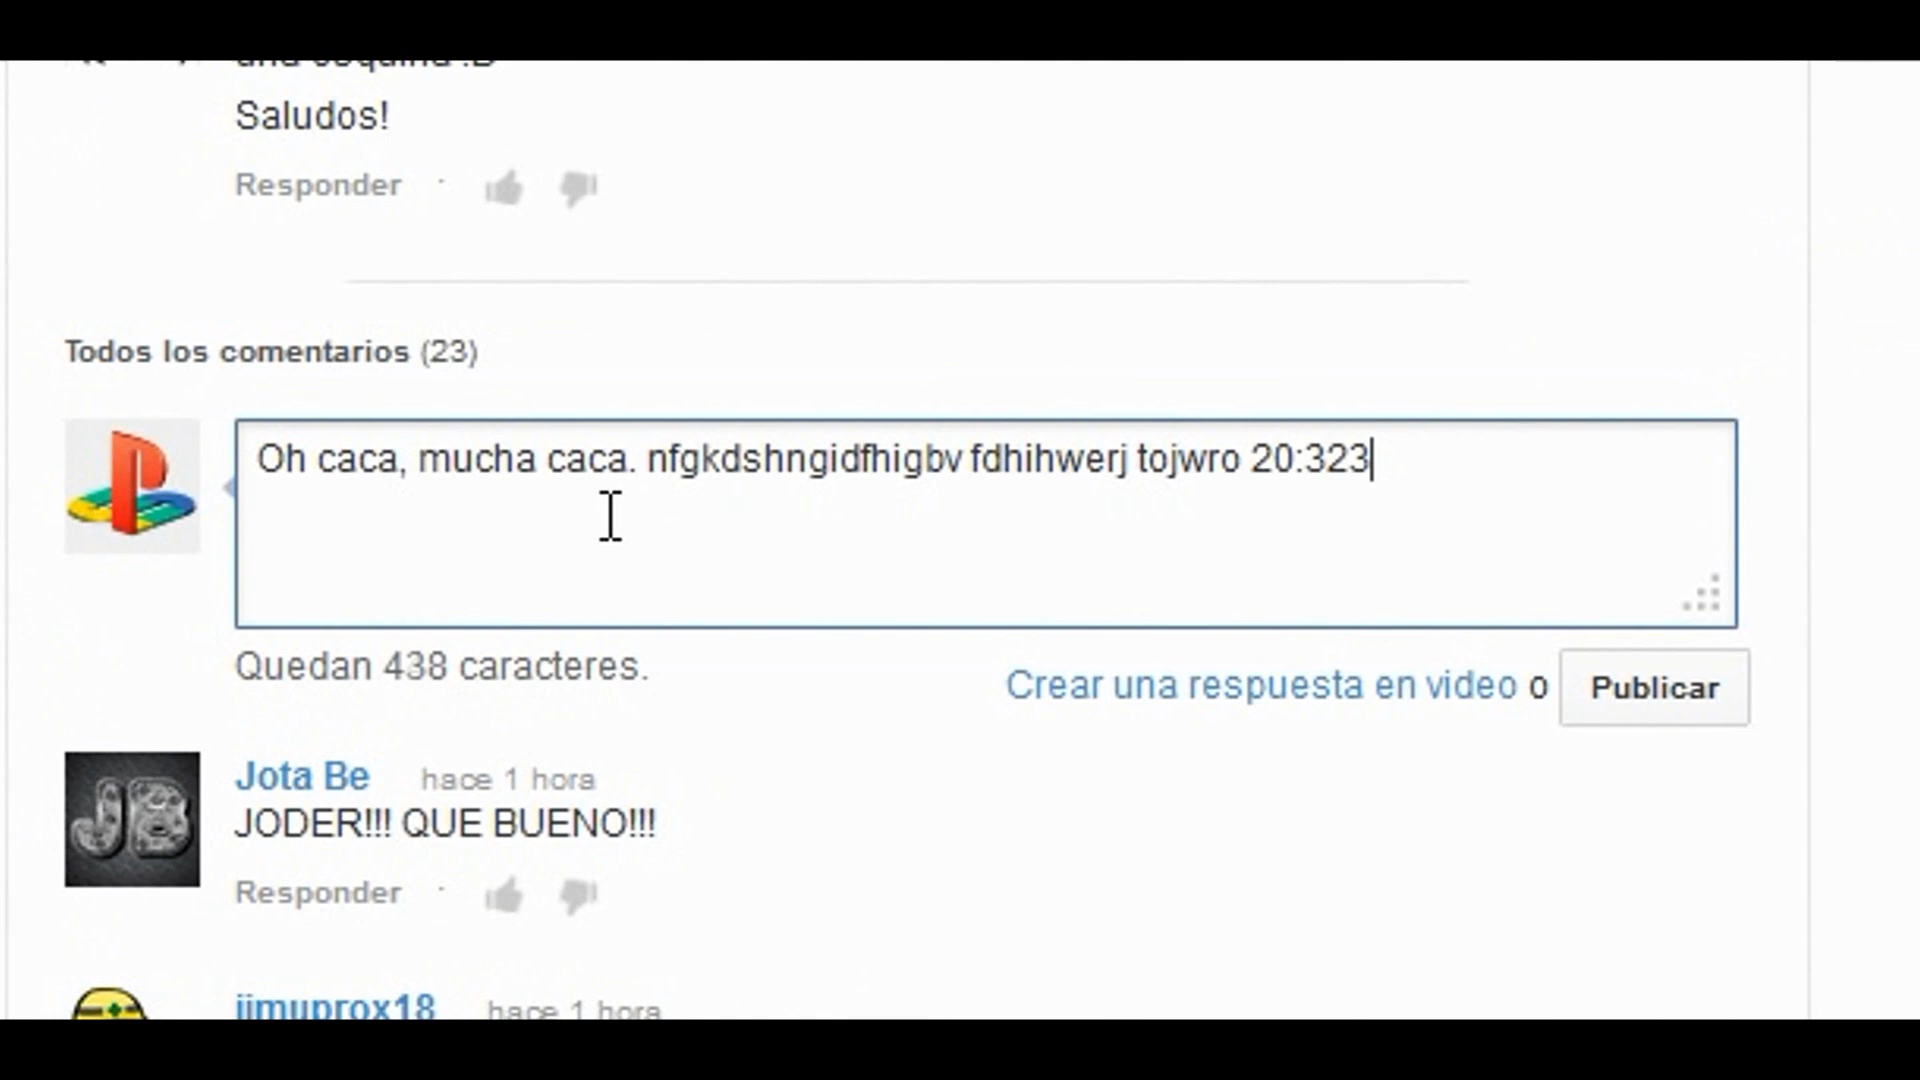 Saludos!
Responder ·
Todos los comentarios (23)
Oh caca, mucha caca. nfgkdshngidfhigbv fdhihwerj tojwro 20:323
Quedan 438 caracteres.
Crear una respuesta en video 0
Publicar
Jota Be hace 1 hora
JODER!!! QUE BUENO!!!
Responder ·
jimuprox18 hace 1 hora